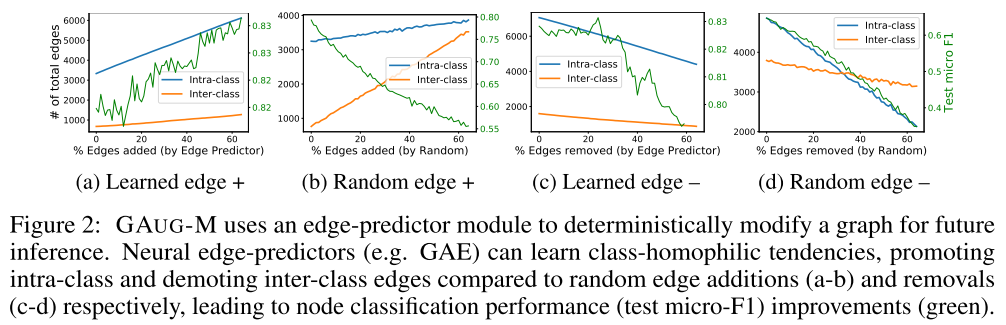 # of total edges
6000
5000
4000
3000
2000
1000
0.83
0.83
0.82
0.82
Intra-class
Inter-class
0 20 40 60
% Edges added (by Edge Predictor)
(a) Learned edge +
4000
3000
2000
1000
0.80
0.75
0.70
0.65
0.60
0.55
Intra-class
Inter-class
0 20 40 60
% Edges added (by Random)
(b) Random edge +
6000
4000
2000
0.83
0.82
0.81
0.80
Intra-class
Inter-class
0 20 40 60
% Edges removed (by Edge Predictor)
(c) Learned edge –
4000
3000
2000
0.6
0.5
0.4
Test micro F1
Intra-class
Inter-class
0 20 40 60
% Edges removed (by Random)
(d) Random edge –
Figure 2: GAUG-M uses an edge-predictor module to deterministically modify a graph for future
inference. Neural edge-predictors (e.g. GAE) can learn class-homophilic tendencies, promoting
intra-class and demoting inter-class edges compared to random edge additions (a-b) and removals
(c-d) respectively, leading to node classification performance (test micro-F1) improvements (green).